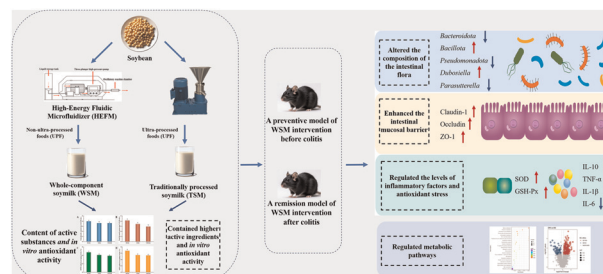 Soybean
High-Energy Fluidic
Microfluidizer (HEFM)
Non-ultra-processed
foods (UPF)
Ultra-processed
foods (UPF)
Whole-component
soymilk (WSM)
Traditionally processed
soymilk (TSM)
Content of active
substances and in vitro
antioxidant
activity
Contained higher
active ingredients
and in vitro
antioxidant
activity
A preventive model of
WSM intervention
before colitis
A remission model of
WSM intervention
after colitis
Altered the
composition of
the intestinal
flora
Bacteroidota
Bacillota
Pseudomonadota
Dubosiella
Parasutterella
Enhanced the
intestinal
mucosal barrier
Claudin-1
Occludin
ZO-1
Regulated the levels of
inflammatory factors and
antioxidant stress
SOD
GSH-Px
IL-10
TNF-α
IL-1β
IL-6
Regulated metabolic
pathways